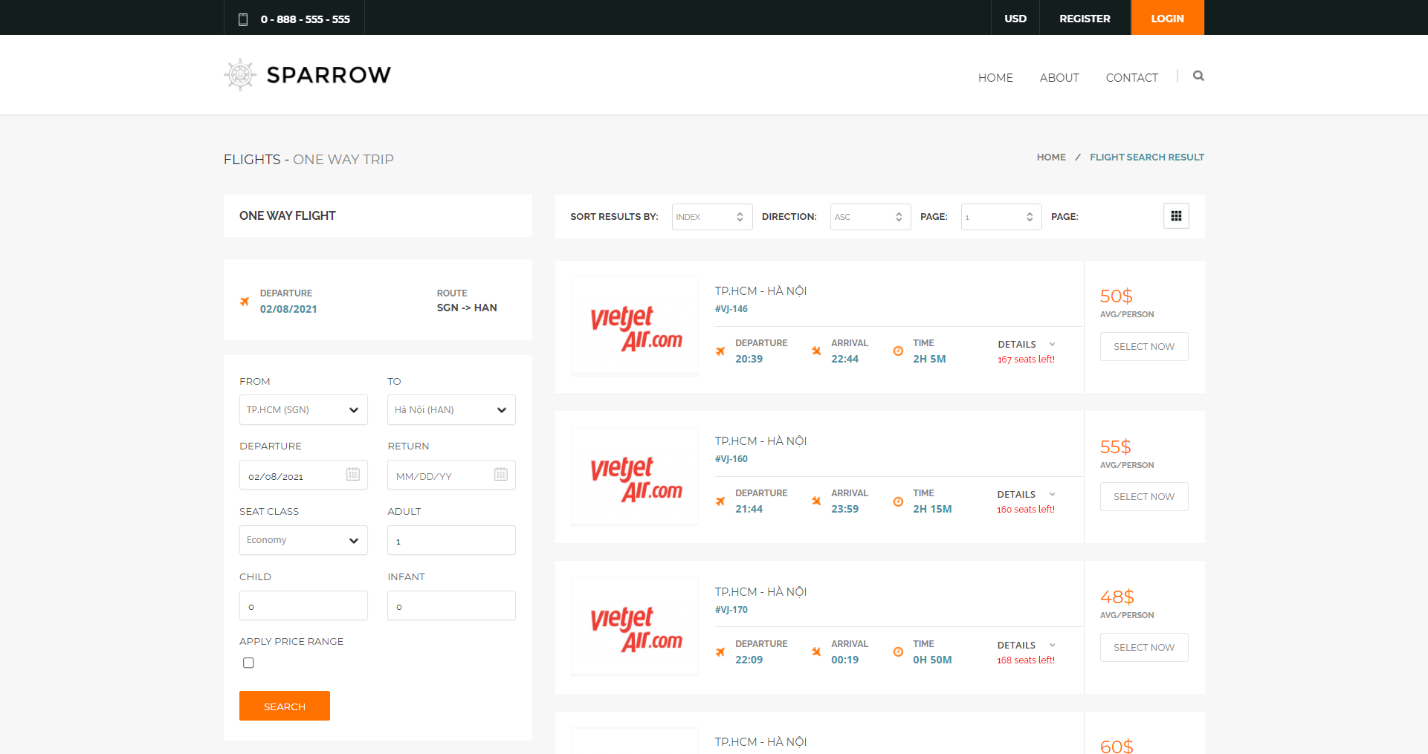 0 - 888 - 555 - 555
USD
REGISTER
LOGIN
SPARROW
HOME
ABOUT
CONTACT
FLIGHTS - ONE WAY TRIP
HOME / FLIGHT SEARCH RESULT
ONE WAY FLIGHT
DEPARTURE
02/08/2021
ROUTE
SGN -> HAN
FROM
TP.HCM (SGN)
TO
Hà Nội (HAN)
DEPARTURE
02/08/2021
RETURN
MM/DD/YY
SEAT CLASS
Economy
ADULT
1
CHILD
0
INFANT
0
APPLY PRICE RANGE
SEARCH
SORT RESULTS BY:
INDEX
DIRECTION:
ASC
PAGE:
1
PAGE:
vietjet
Air.com
TP.HCM - HÀ NỘI
#VJ-146
DEPARTURE
20:39
ARRIVAL
22:44
TIME
2H 5M
DETAILS
167 seats left!
50$
AVG/PERSON
SELECT NOW
vietjet
Air.com
TP.HCM - HÀ NỘI
#VJ-160
DEPARTURE
21:44
ARRIVAL
23:59
TIME
2H 15M
DETAILS
160 seats left!
55$
AVG/PERSON
SELECT NOW
vietjet
Air.com
TP.HCM - HÀ NỘI
#VJ-170
DEPARTURE
22:09
ARRIVAL
00:19
TIME
0H 50M
DETAILS
168 seats left!
48$
AVG/PERSON
SELECT NOW
TP.HCM - HÀ NỘI
60$